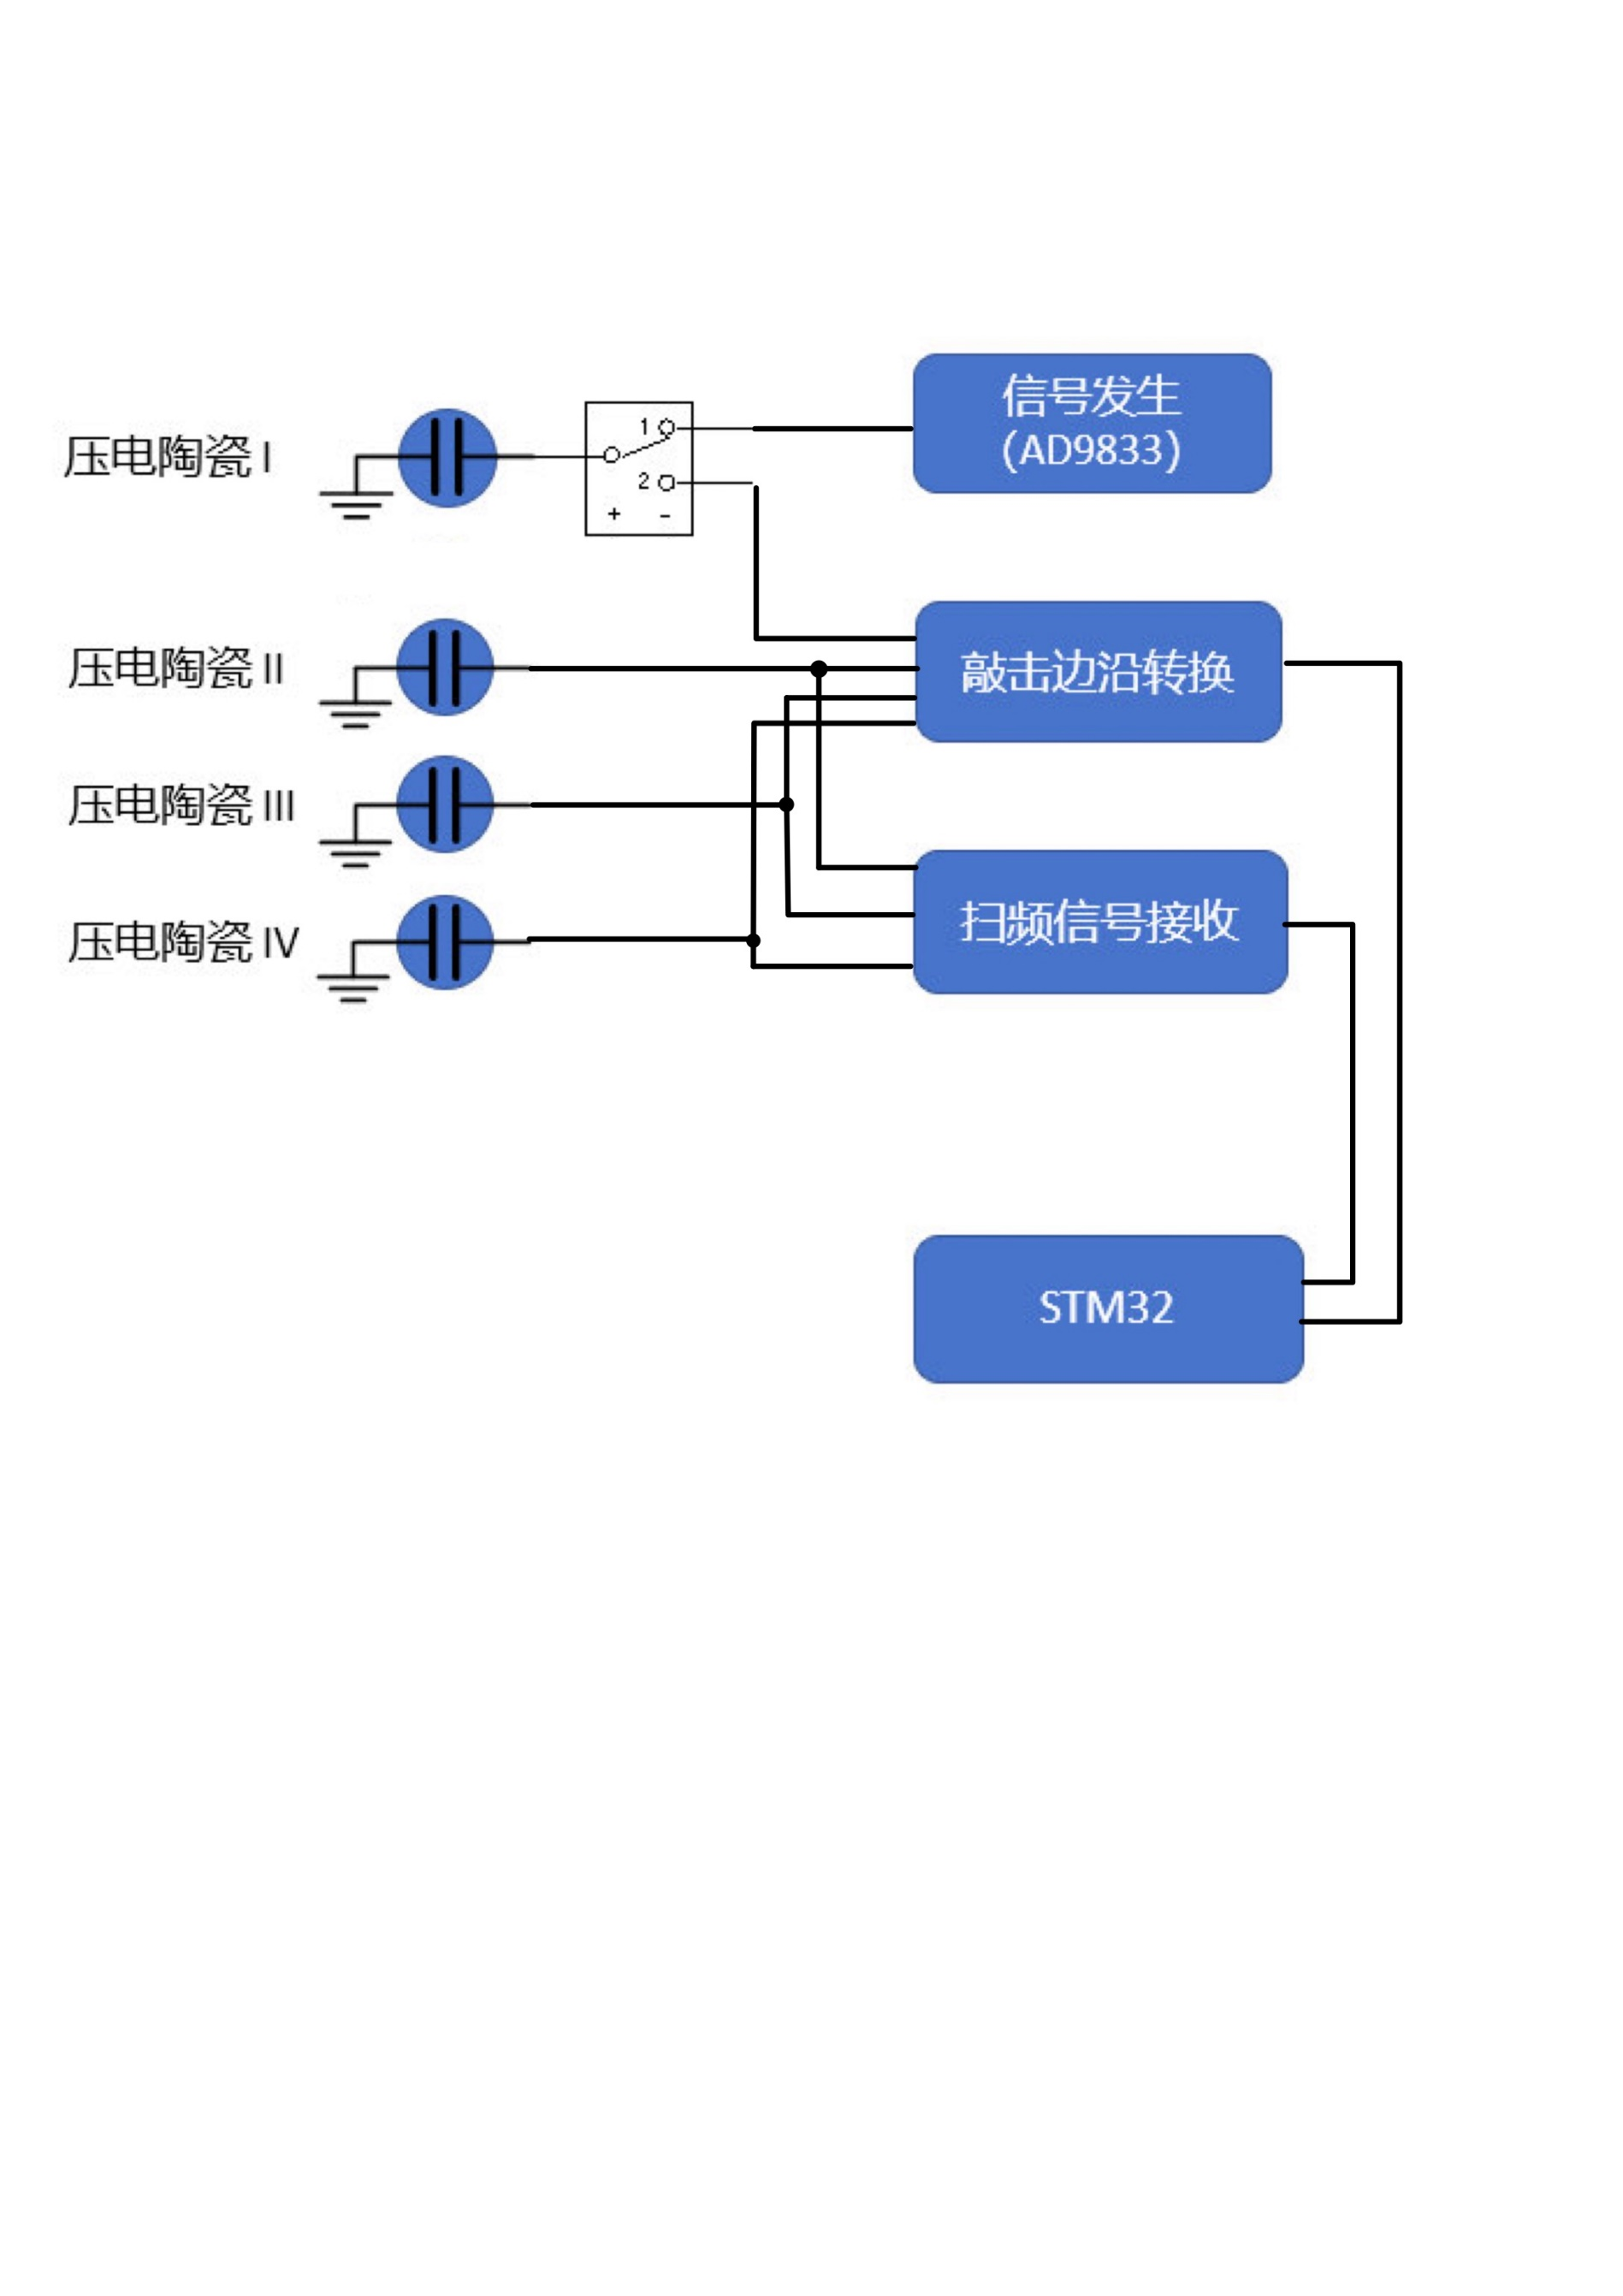 信号发生
(AD9833)
压电陶瓷 I
1
2
+ -
压电陶瓷 II
敲击边沿转换
压电陶瓷 III
扫频信号接收
压电陶瓷 IV
STM32